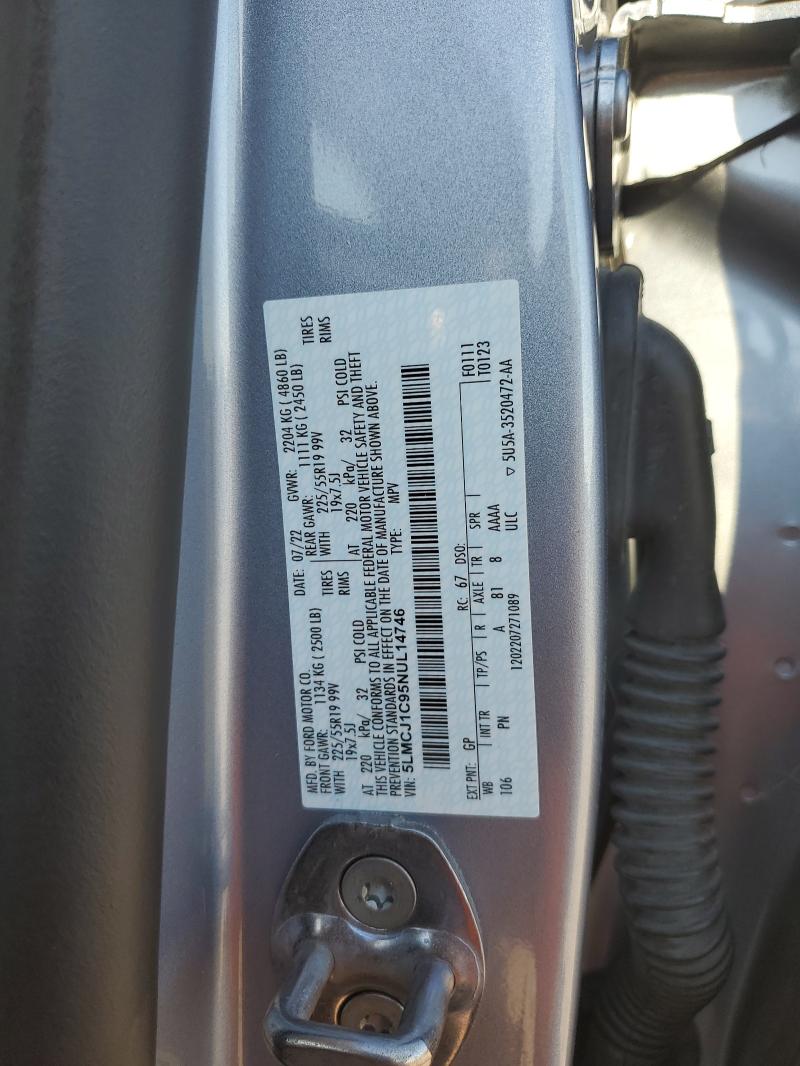 MFD. BY FORD MOTOR CO. DATE: 07/22 GVWR: 2204 KG ( 4860 LB)
FRONT GAWR: 1134 KG ( 2500 LB) REAR GAWR: 1111 KG ( 2450 LB)
WITH 225/55R19 99V TIRES WITH 225/55R19 99V TIRES
19x7.5J RIMS 19x7.5J RIMS
AT 220 kPa/ 32 PSI COLD AT 220 kPa/ 32 PSI COLD
THIS VEHICLE CONFORMS TO ALL APPLICABLE FEDERAL MOTOR VEHICLE SAFETY AND THEFT
PREVENTION STANDARDS IN EFFECT ON THE DATE OF MANUFACTURE SHOWN ABOVE.
VIN: 5LMCJ1C95NUL14746 TYPE: MPV
F0111
EXT PNT: GP RC: 67 DSO: T0123
WB INT TR TP/PS R AXLE TR SPR
106 PN A 81 8 AAAA
ULC
1202207271089 ▽ 5U5A-3520472-AA